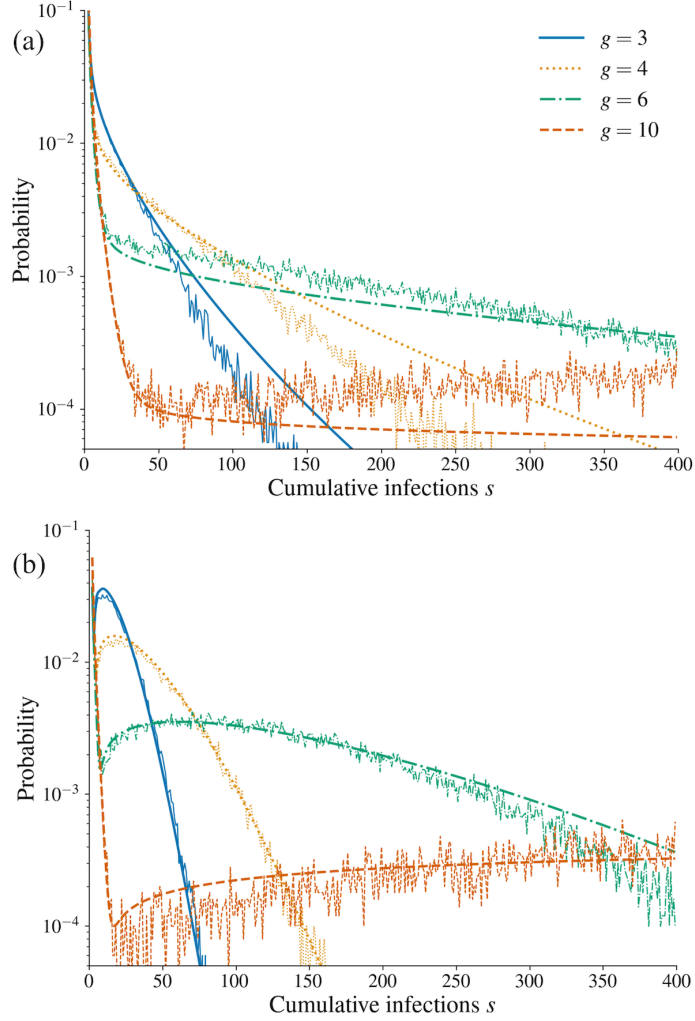 (a)
10⁻¹
10⁻²
10⁻³
10⁻⁴
Probability
g = 3
g = 4
g = 6
g = 10
0 50 100 150 200 250 300 350 400
Cumulative infections s
(b)
10⁻¹
10⁻²
10⁻³
10⁻⁴
Probability
0 50 100 150 200 250 300 350 400
Cumulative infections s